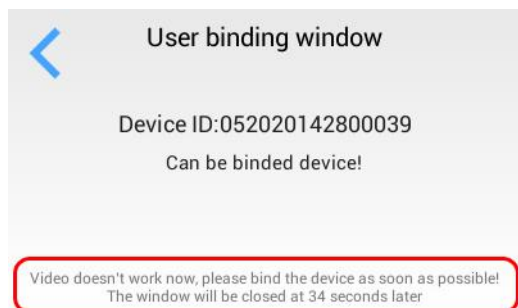 User binding window
Device ID:052020142800039
Can be binded device!
Video doesn't work now, please bind the device as soon as possible!
The window will be closed at 34 seconds later